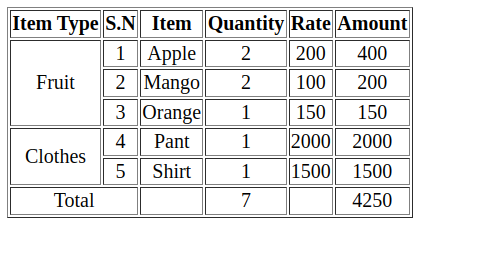 Item Type S.N Item Quantity Rate Amount
1 Apple 2 200 400
Fruit 2 Mango 2 100 200
3 Orange 1 150 150
4 Pant 1 2000 2000
Clothes
5 Shirt 1 1500 1500
Total 7 4250